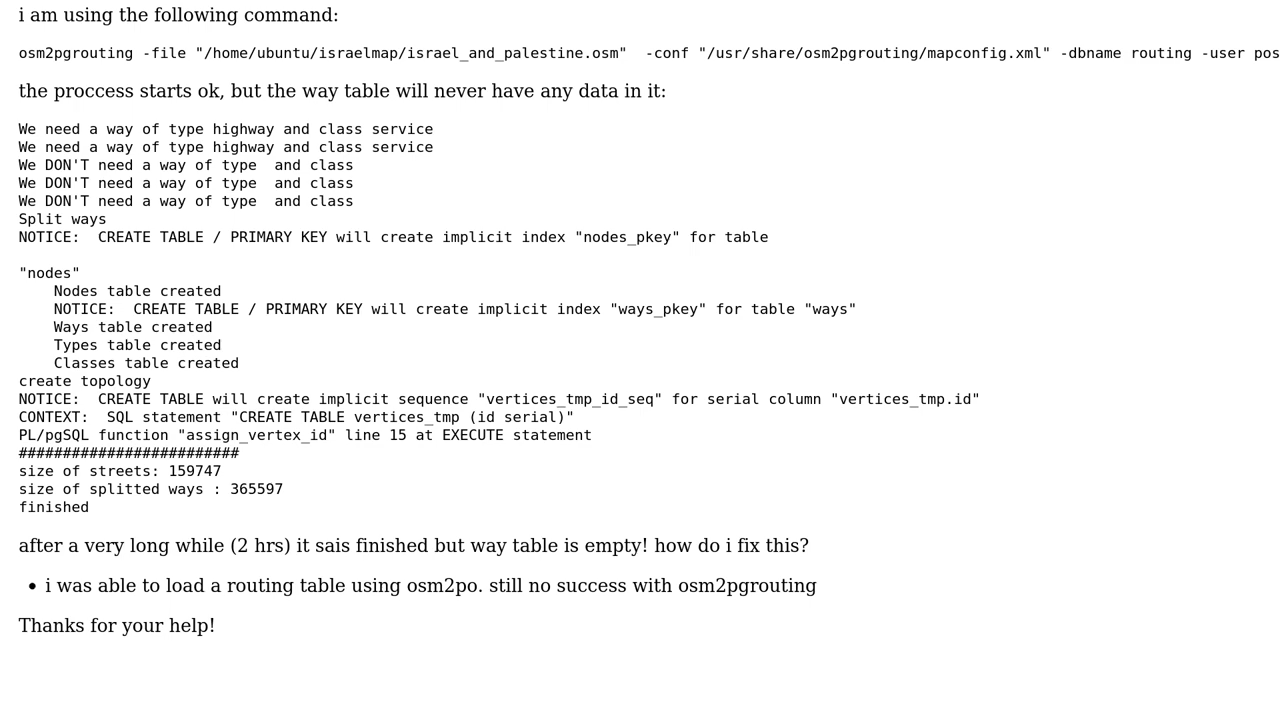 i am using the following command:
osm2pgrouting -file "/home/ubuntu/israelmap/israel_and_palestine.osm"  -conf "/usr/share/osm2pgrouting/mapconfig.xml" -dbname routing -user pos
the proccess starts ok, but the way table will never have any data in it:
We need a way of type highway and class service
We need a way of type highway and class service
We DON'T need a way of type  and class
We DON'T need a way of type  and class
We DON'T need a way of type  and class
Split ways
NOTICE:  CREATE TABLE / PRIMARY KEY will create implicit index "nodes_pkey" for table
"nodes"
    Nodes table created
    NOTICE:  CREATE TABLE / PRIMARY KEY will create implicit index "ways_pkey" for table "ways"
    Ways table created
    Types table created
    Classes table created
create topology
NOTICE:  CREATE TABLE will create implicit sequence "vertices_tmp_id_seq" for serial column "vertices_tmp.id"
CONTEXT:  SQL statement "CREATE TABLE vertices_tmp (id serial)"
PL/pgSQL function "assign_vertex_id" line 15 at EXECUTE statement
#########################
size of streets: 159747
size of splitted ways : 365597
finished
after a very long while (2 hrs) it sais finished but way table is empty! how do i fix this?
• i was able to load a routing table using osm2po. still no success with osm2pgrouting
Thanks for your help!